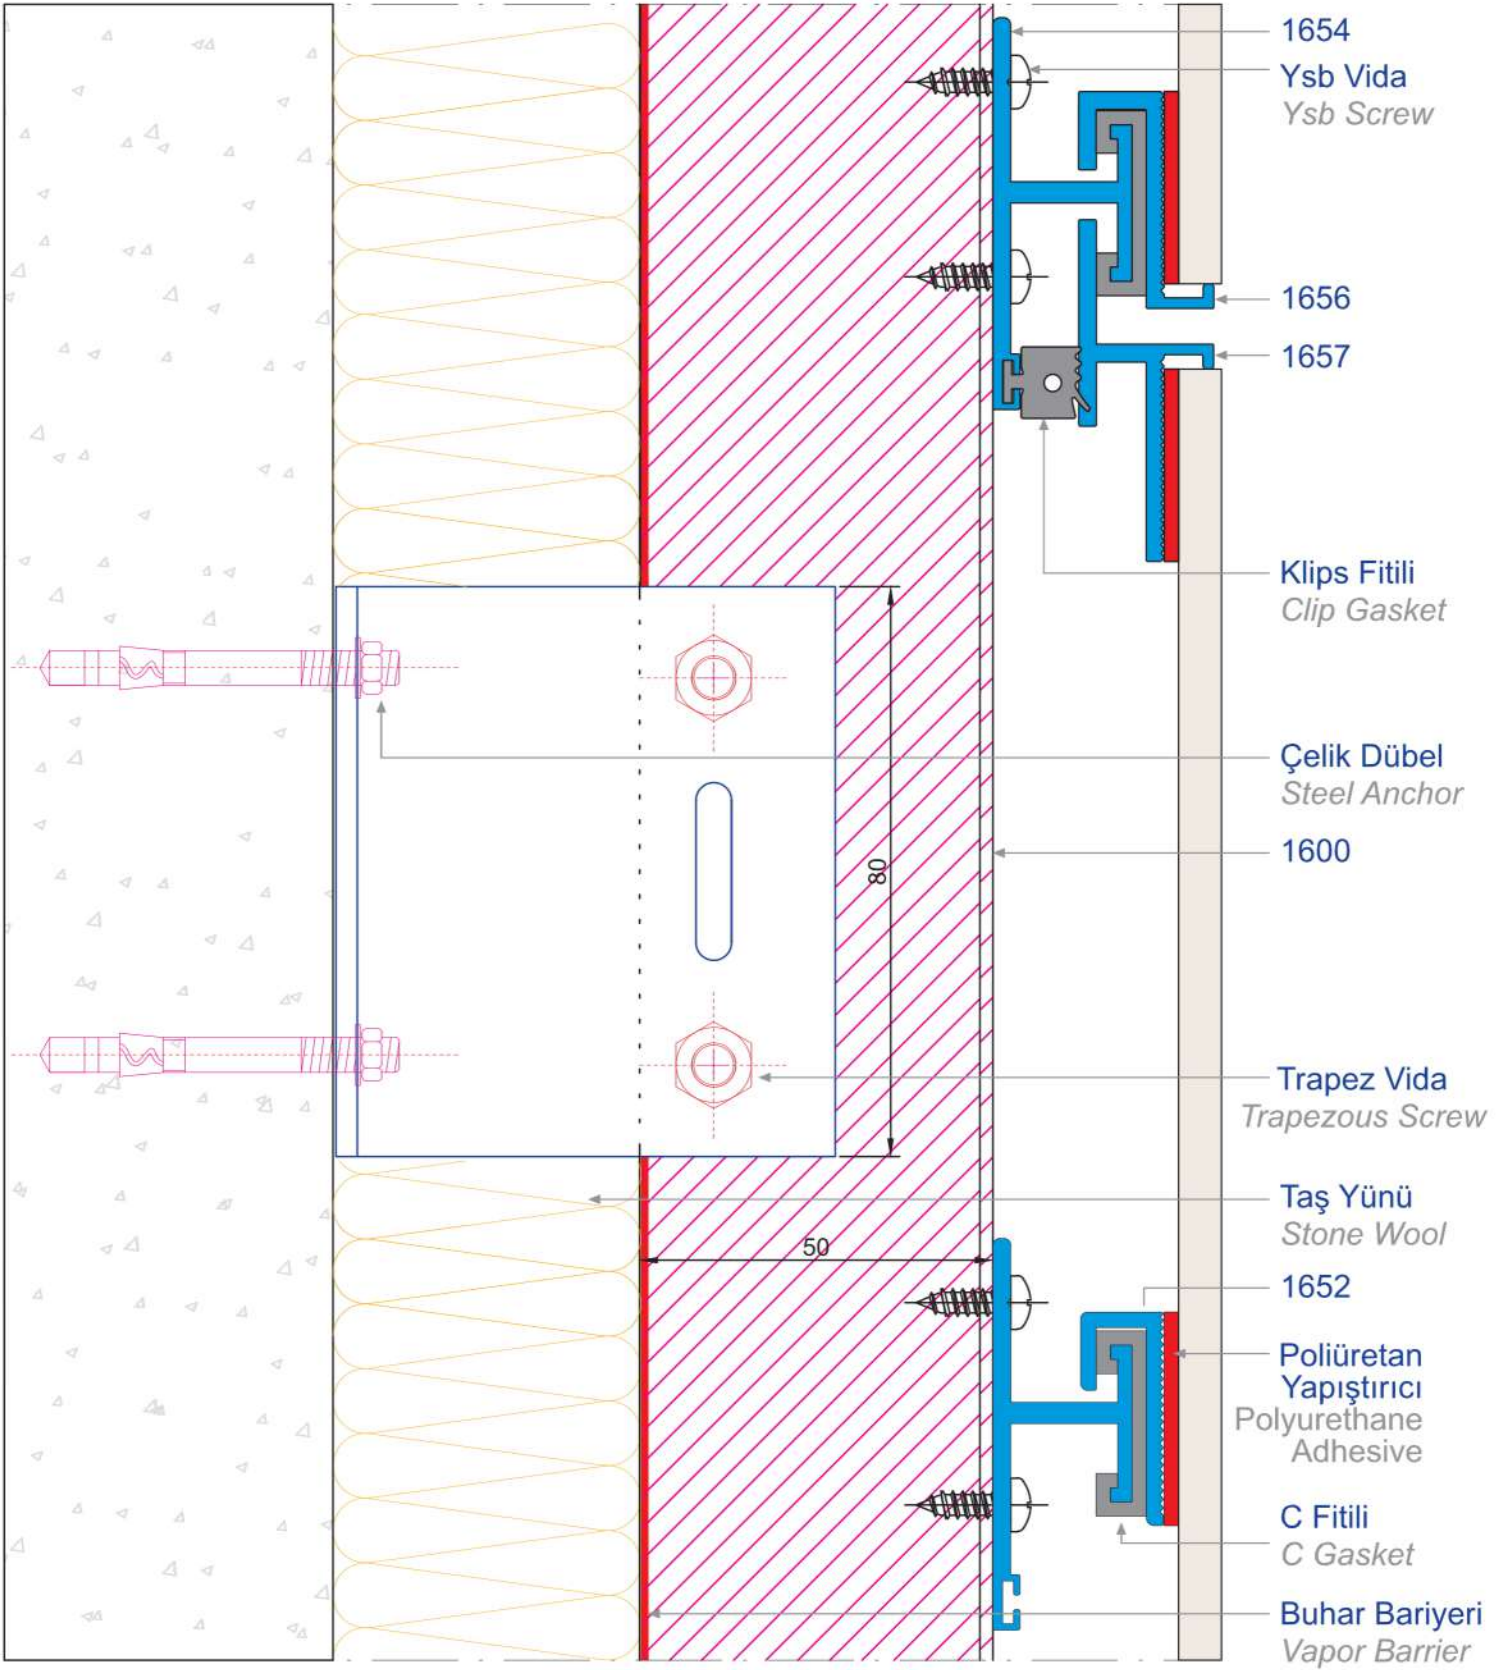 1654
Ysb Vida
Ysb Screw
1656
1657
Klips Fitili
Clip Gasket
Çelik Dübel
Steel Anchor
1600
80
Trapez Vida
Trapezous Screw
Taş Yünü
Stone Wool
50
1652
Poliüretan
Yapıştırıcı
Polyurethane
Adhesive
C Fitili
C Gasket
Buhar Bariyeri
Vapor Barrier